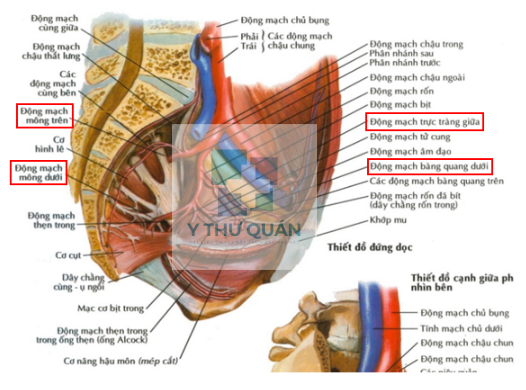 Động mạch
cùng giữa
Động mạch
chậu thắt lưng
Các
động mạch
cùng bên
Động mạch
mông trên
Cơ
hình lê
Động mạch
mông dưới
Động mạch
thẹn trong
Cơ cụt
Dây chằng
cùng - ụ ngồi
Mạc cơ bịt trong
Động mạch thẹn trong
trong ống thẹn (ống Alcock)
Cơ nâng hậu môn (mép cắt)
Động mạch chủ bụng
Phải
Trái
Các động
mạch chậu chung
Động mạch chậu trong
Phân nhánh sau
Phân nhánh trước
Động mạch chậu ngoài
Động mạch rốn
Động mạch bịt
Động mạch trực tràng giữa
Động mạch tử cung
Động mạch âm đạo
Động mạch bàng quang dưới
Các động mạch bàng quang trên
Động mạch rốn đã bít
(dây chằng rốn trong)
Khớp mu
Thiết đồ đứng dọc
Y THƯ QUÁN
Thiết đồ cạnh giữa ph
nhìn bên
Động mạch chủ bụng
Tĩnh mạch chủ dưới
Động mạch chậu chun
Động mạch chậu chun